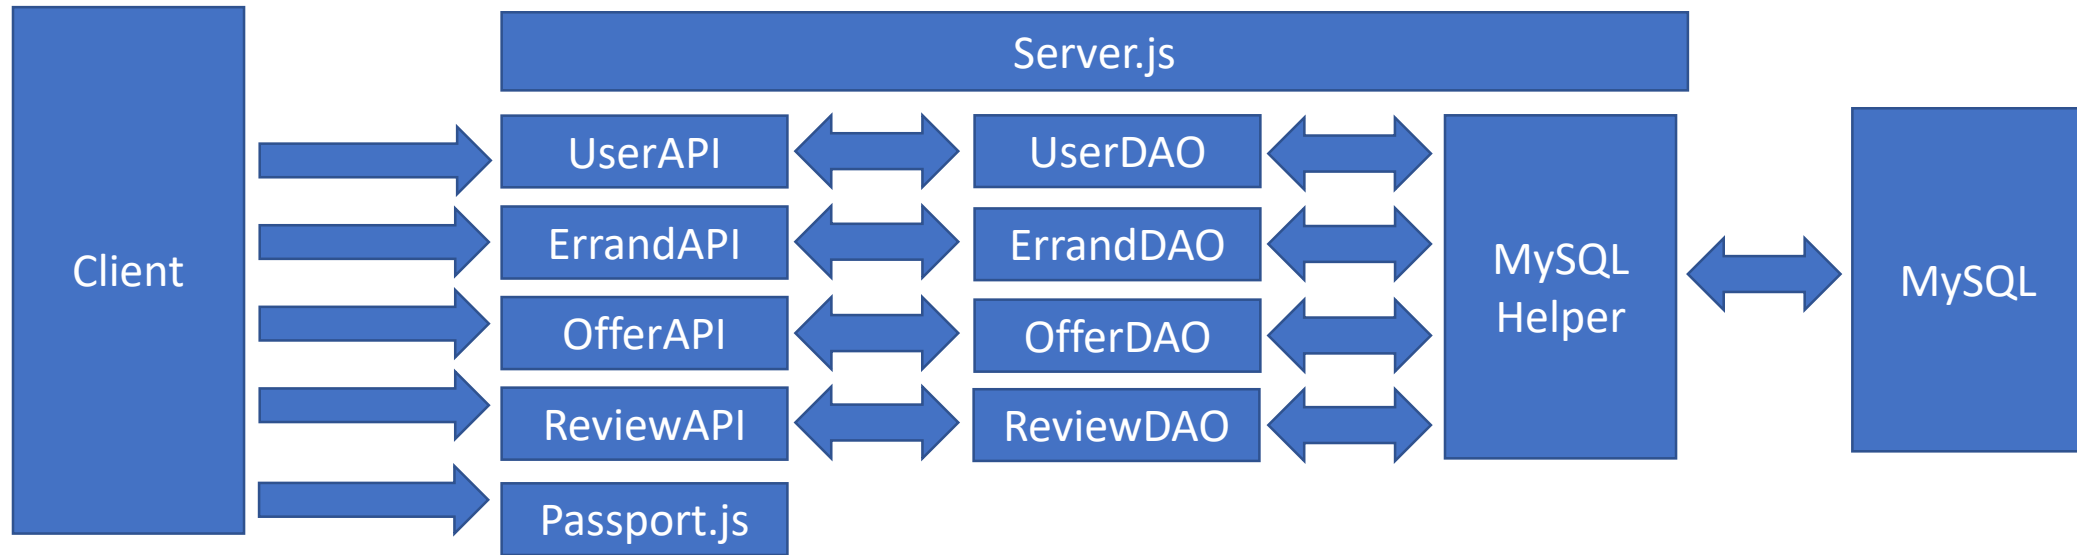 Server.js
Client
UserAPI
UserDAO
ErrandAPI
ErrandDAO
OfferAPI
OfferDAO
ReviewAPI
ReviewDAO
Passport.js
MySQL
Helper
MySQL